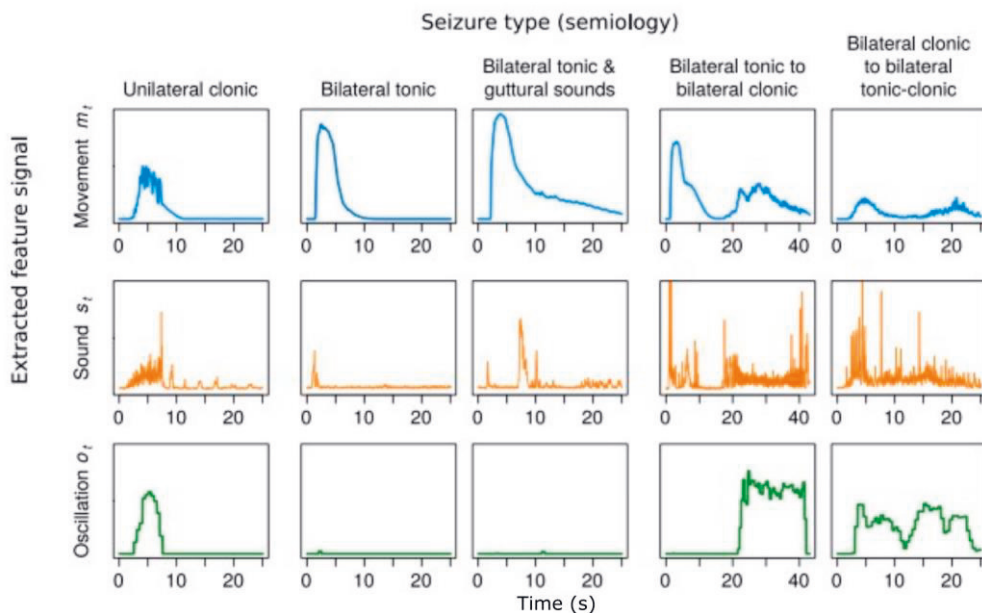 Seizure type (semiology)
Unilateral clonic
Bilateral tonic
Bilateral tonic &
guttural sounds
Bilateral tonic to
bilateral clonic
Bilateral clonic
to bilateral
tonic-clonic
Extracted feature signal
Movement m t
0 10 20
0 10 20
0 10 20
0 20 40
0 10 20
Sound s t
0 10 20
0 10 20
0 10 20
0 20 40
0 10 20
Oscillation o t
0 10 20
0 10 20
0 10 20
0 20 40
0 10 20
Time (s)